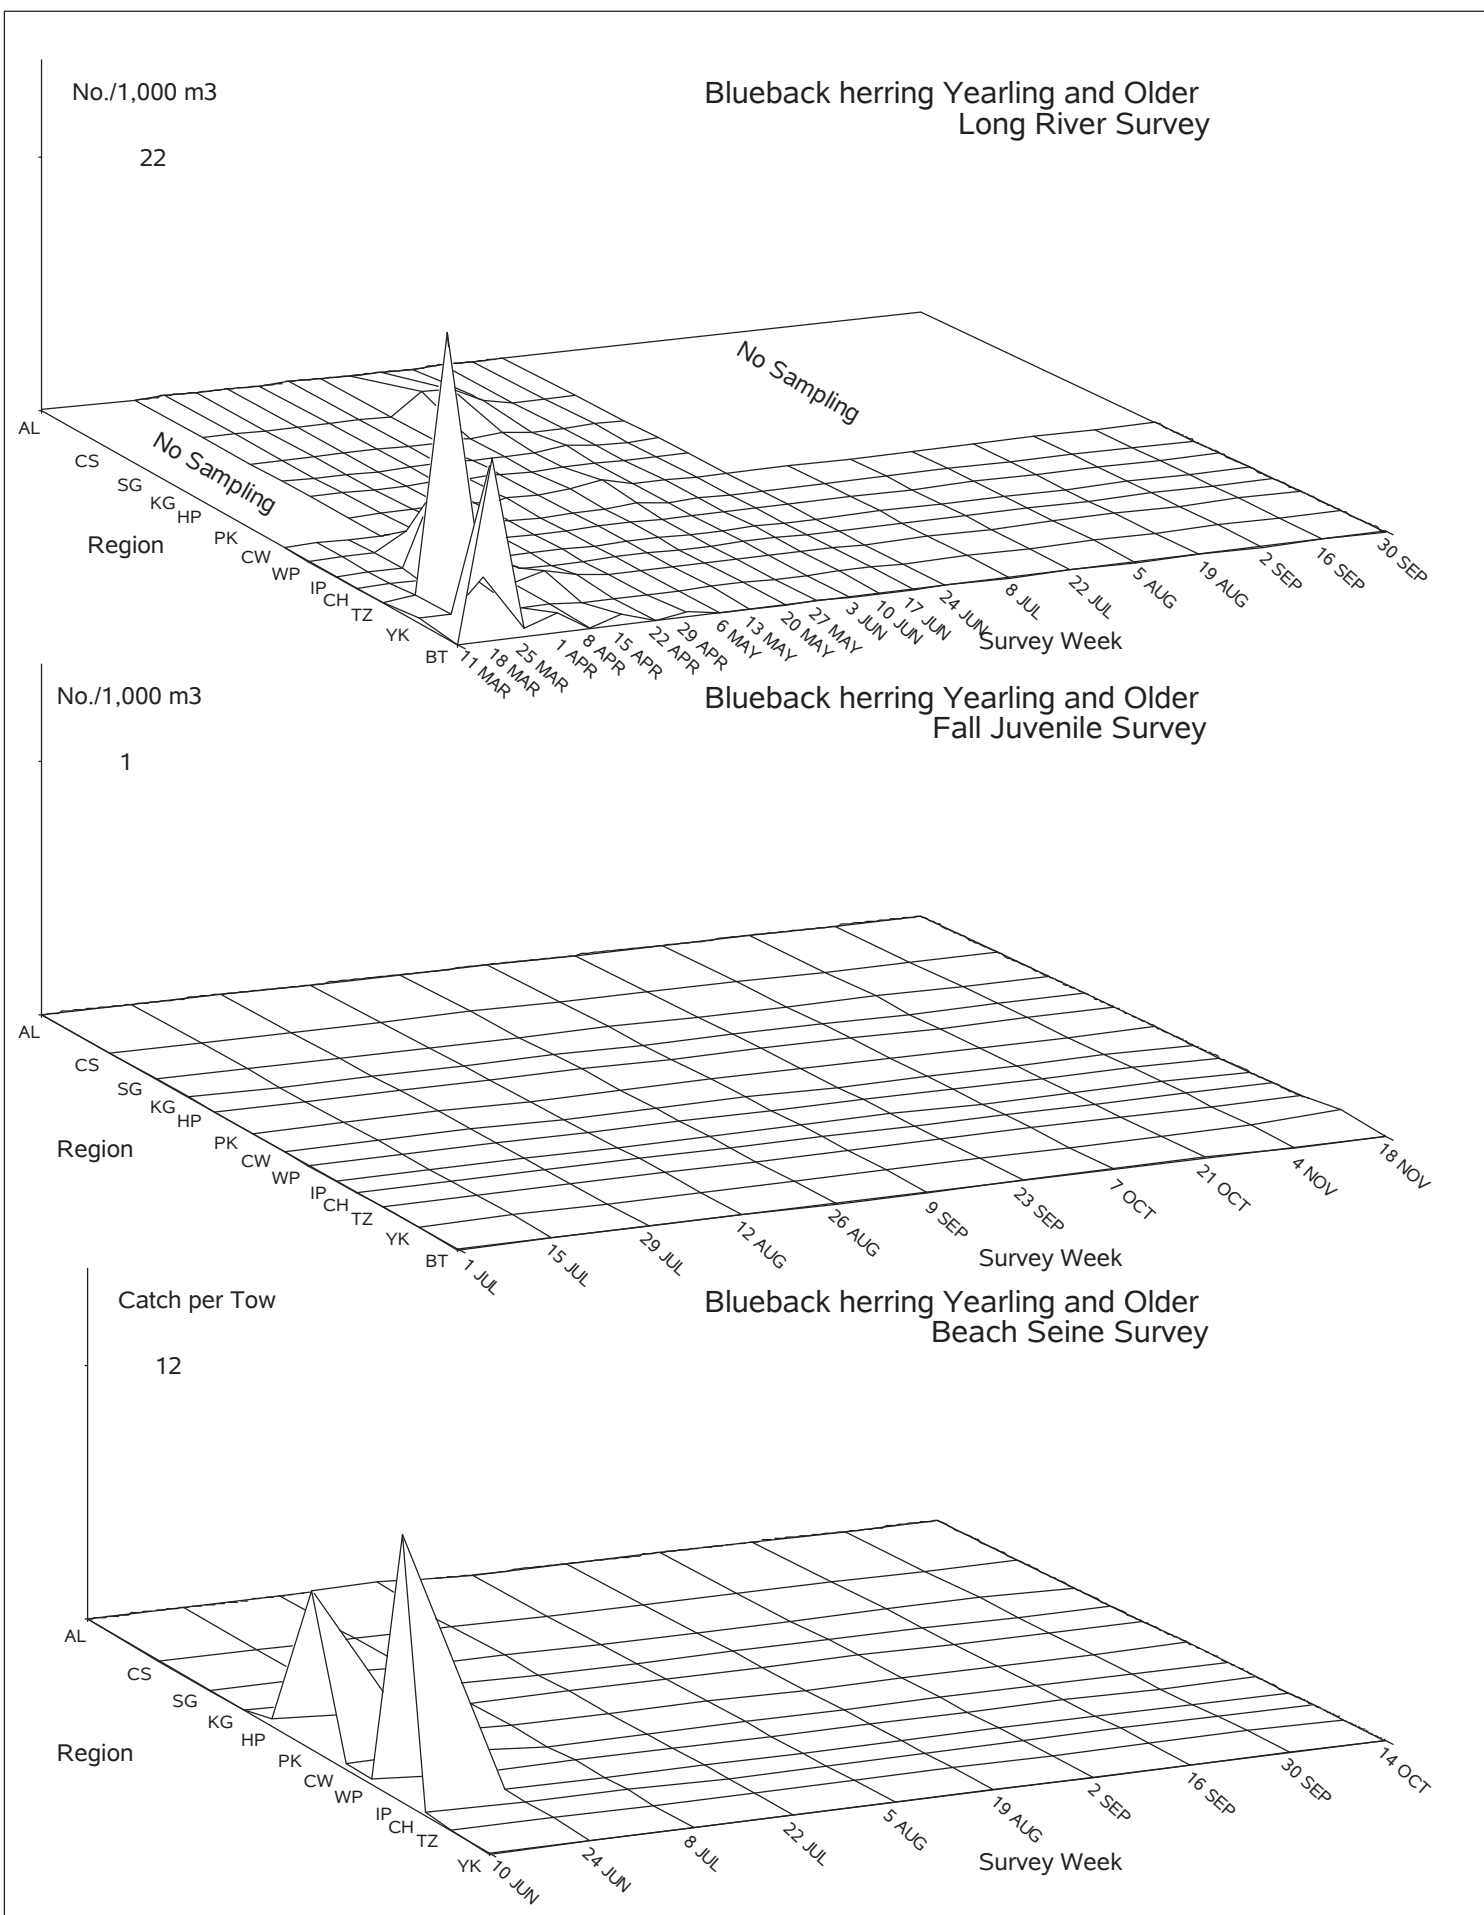 No./1,000 m3
Blueback herring Yearling and Older
Long River Survey
22
No Sampling
AL
CS
No Sampling
SG
KG
HP
PK
Region
CW
WP
IP
CH
TZ
YK
BT
11 MAR
18 MAR
25 MAR
1 APR
8 APR
15 APR
22 APR
29 APR
6 MAY
13 MAY
20 MAY
27 MAY
3 JUN
10 JUN
17 JUN
24 JUN
8 JUL
22 JUL
5 AUG
19 AUG
2 SEP
16 SEP
30 SEP
Survey Week
No./1,000 m3
Blueback herring Yearling and Older
Fall Juvenile Survey
1
AL
CS
SG
KG
HP
PK
Region
CW
WP
IP
CH
TZ
YK
BT
1 JUL
15 JUL
29 JUL
12 AUG
26 AUG
9 SEP
23 SEP
7 OCT
21 OCT
4 NOV
18 NOV
Survey Week
Catch per Tow
Blueback herring Yearling and Older
Beach Seine Survey
12
AL
CS
SG
KG
HP
Region
PK
CW
WP
IP
CH
TZ
YK
10 JUN
24 JUN
8 JUL
22 JUL
5 AUG
19 AUG
2 SEP
16 SEP
30 SEP
14 OCT
Survey Week